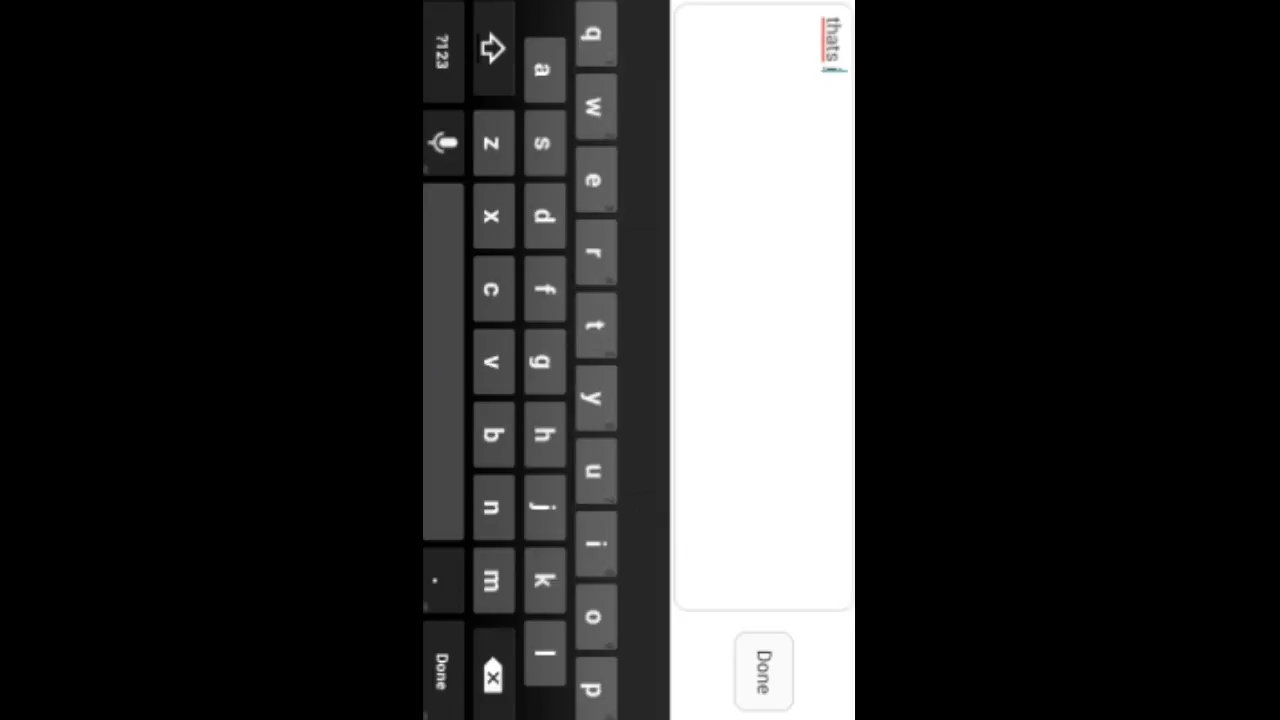 thats
Done
q w e r t y u i o p
a s d f g h j k l
z x c v b n m
?123 . Done